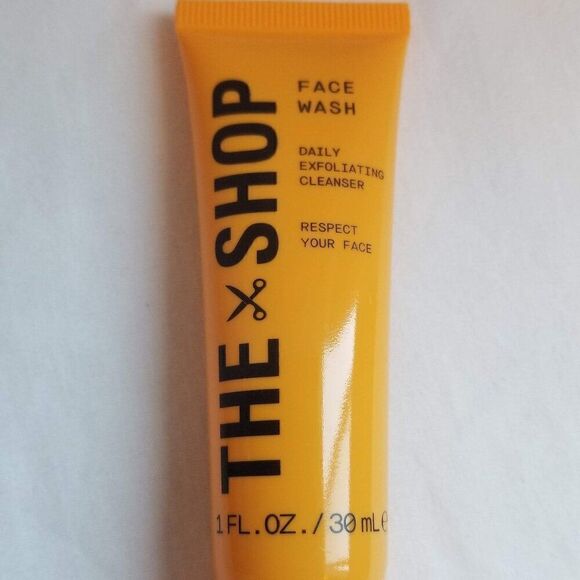 THE SHOP
FACE
WASH
DAILY
EXFOLIATING
CLEANSER
RESPECT
YOUR FACE
1 FL.OZ./30 mL℮